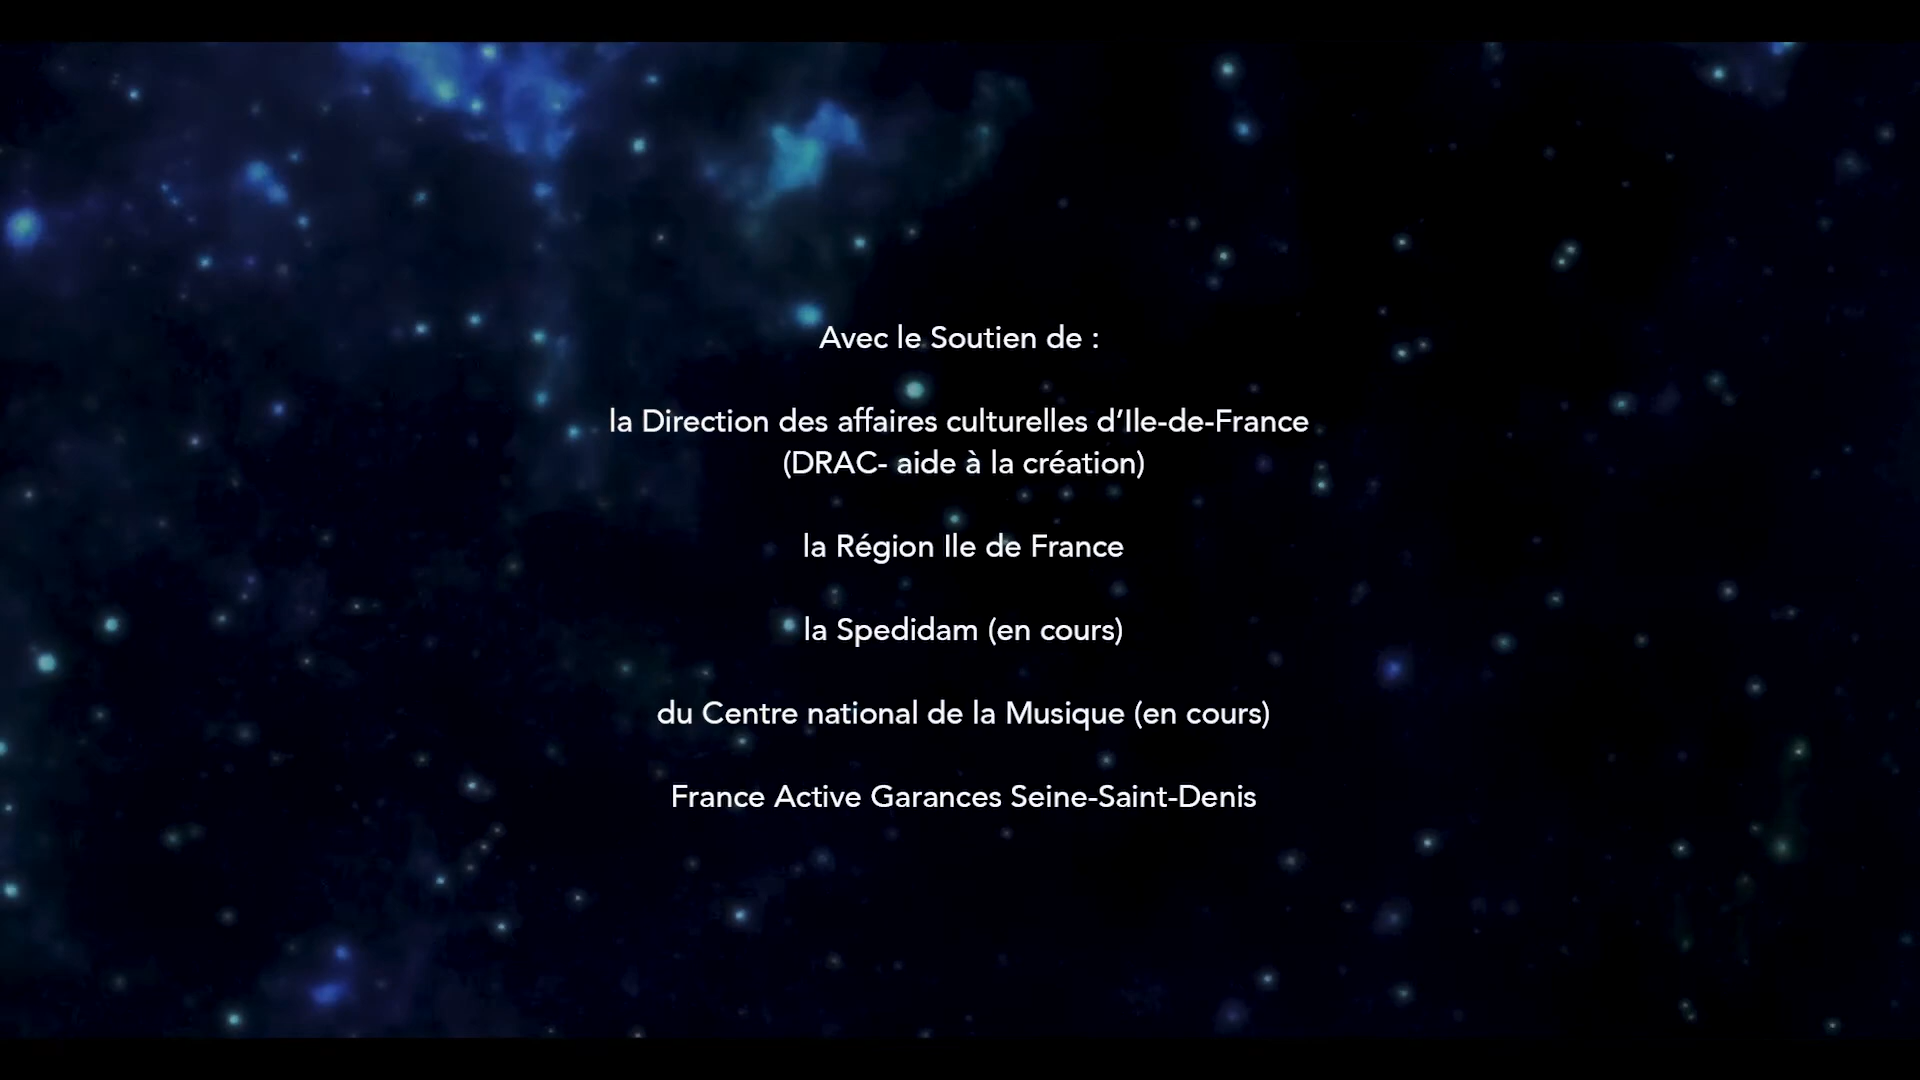 Avec le Soutien de :
la Direction des affaires culturelles d’Ile-de-France
(DRAC- aide à la création)
la Région Ile de France
la Spedidam (en cours)
du Centre national de la Musique (en cours)
France Active Garances Seine-Saint-Denis